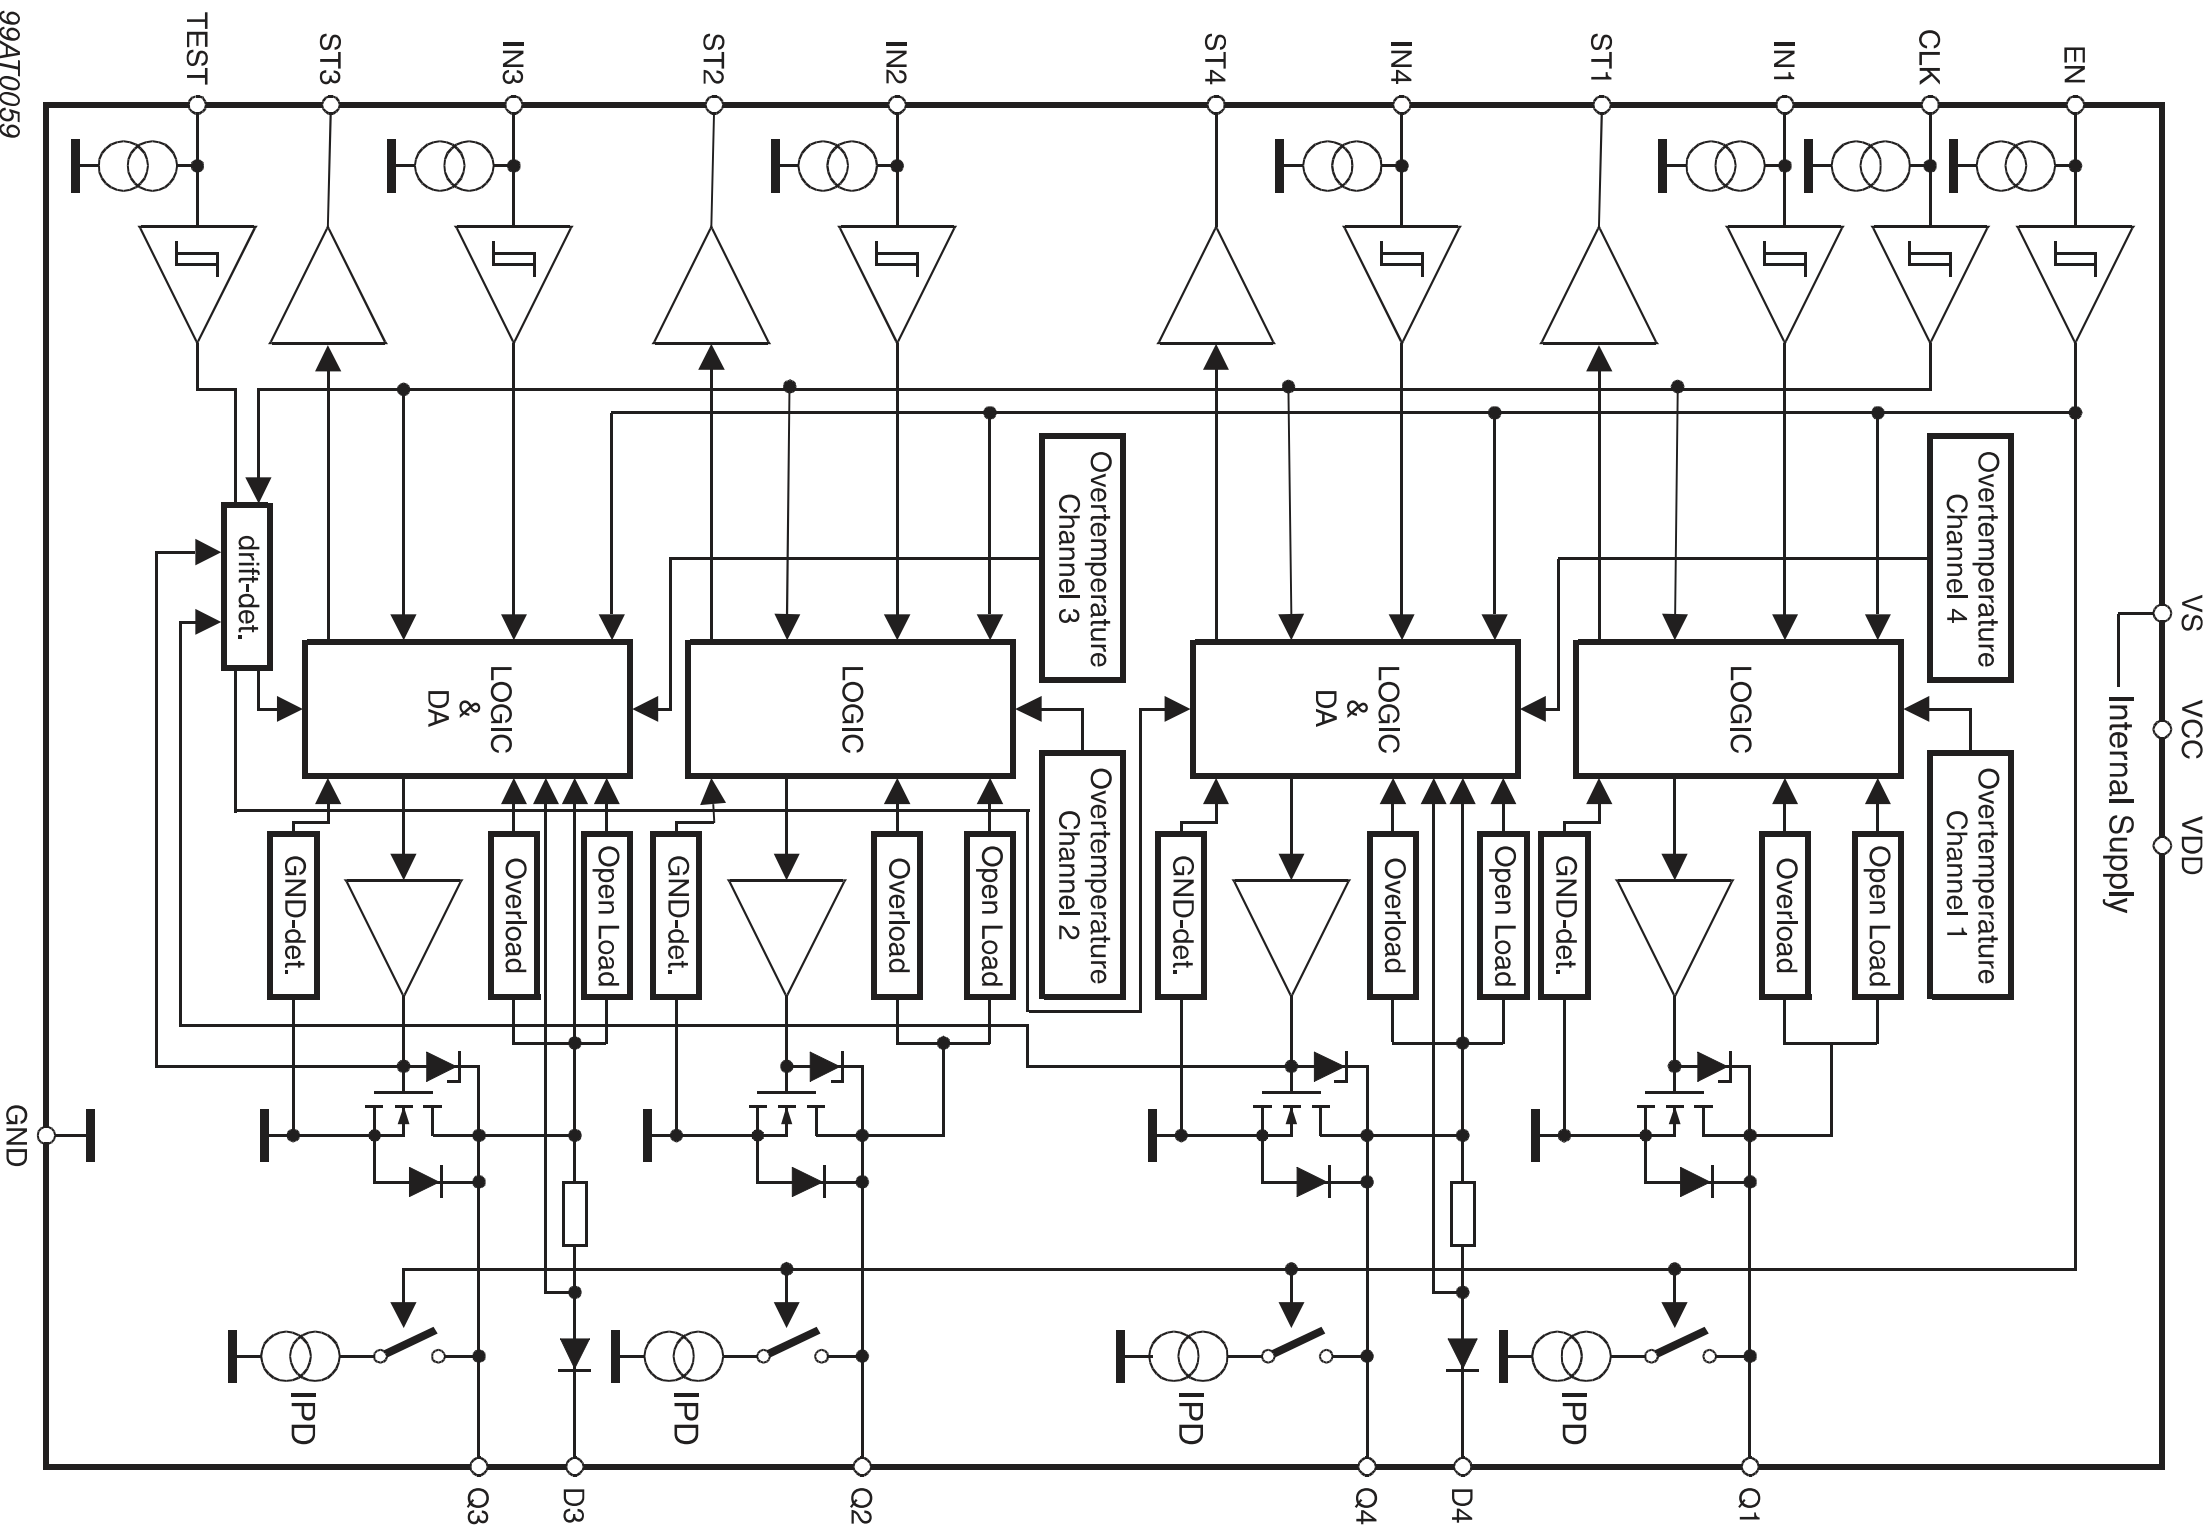 VS
VCC
VDD
Internal Supply
EN
CLK
IN1
ST1
IN4
ST4
IN2
ST2
IN3
ST3
TEST
Overtemperature
Channel 4
Overtemperature
Channel 1
LOGIC
Open Load
Overload
GND-det.
IPD
Q1
LOGIC
&
DA
Open Load
Overload
GND-det.
IPD
D4
Q4
Overtemperature
Channel 3
Overtemperature
Channel 2
LOGIC
Open Load
Overload
GND-det.
IPD
Q2
LOGIC
&
DA
Open Load
Overload
GND-det.
IPD
D3
Q3
drift-det.
GND
99AT0059